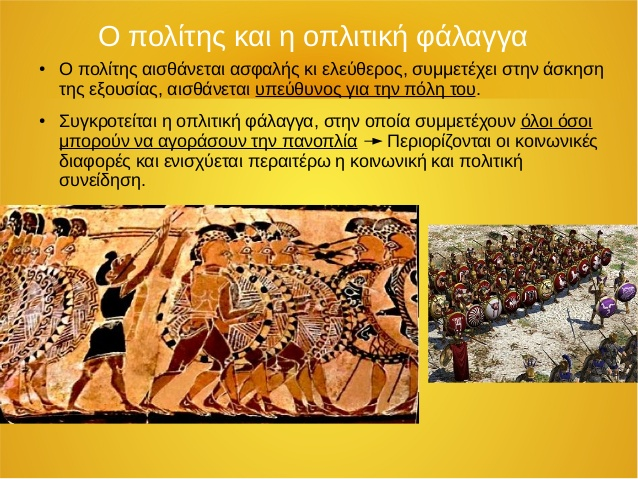 Ο πολίτης και η οπλιτική φάλαγγα
• Ο πολίτης αισθάνεται ασφαλής κι ελεύθερος, συμμετέχει στην άσκηση
της εξουσίας, αισθάνεται υπεύθυνος για την πόλη του.
• Συγκροτείται η οπλιτική φάλαγγα, στην οποία συμμετέχουν όλοι όσοι
μπορούν να αγοράσουν την πανοπλία → Περιορίζονται οι κοινωνικές
διαφορές και ενισχύεται περαιτέρω η κοινωνική και πολιτική
συνείδηση.